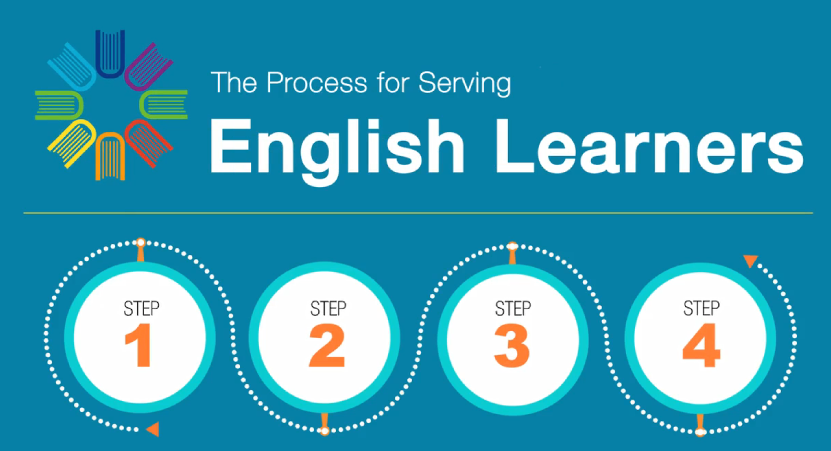 The Process for Serving
English Learners
STEP
1
STEP
2
STEP
3
STEP
4